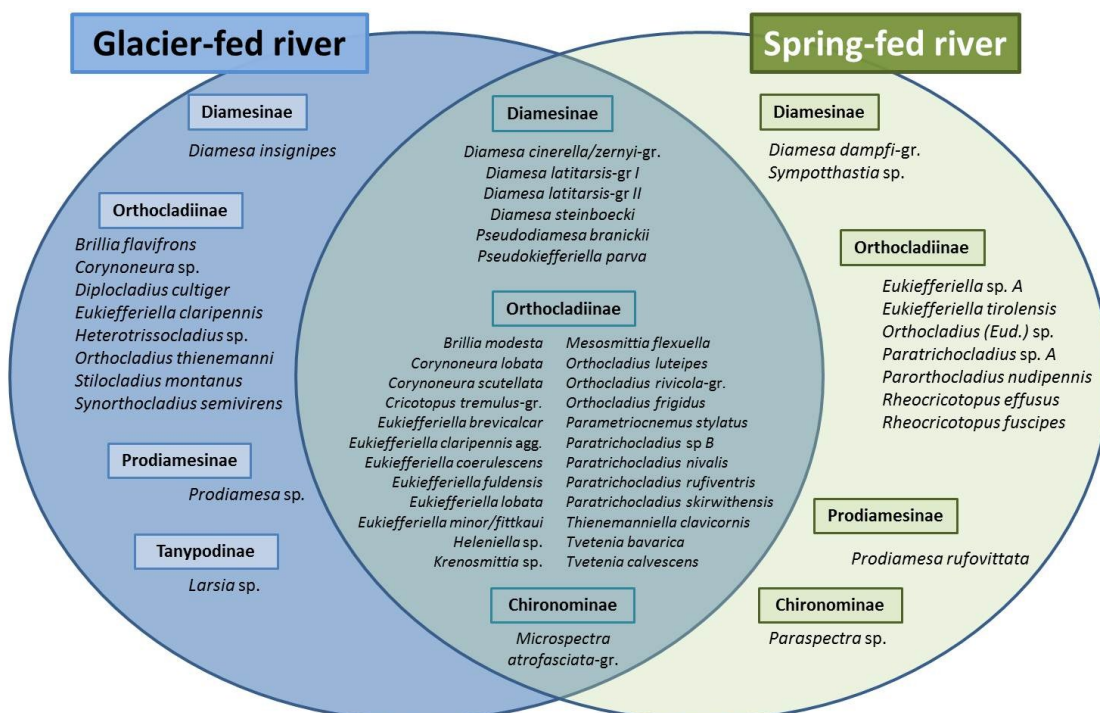 Glacier-fed river
Spring-fed river
Diamesinae
Diamesa insignipes
Orthocladiinae
Brillia flavifrons
Corynoneura sp.
Diplocladius cultiger
Eukiefferiella claripennis
Heterotrissocladius sp.
Orthocladius thienemanni
Stilocladius montanus
Synorthocladius semivirens
Prodiamesinae
Prodiamesa sp.
Tanypodinae
Larsia sp.
Diamesinae
Diamesa cinerella/zernyi-gr.
Diamesa latitarsis-gr I
Diamesa latitarsis-gr II
Diamesa steinboecki
Pseudodiamesa branickii
Pseudokiefferiella parva
Orthocladiinae
Brillia modesta
Corynoneura lobata
Corynoneura scutellata
Cricotopus tremulus-gr.
Eukiefferiella brevicalcar
Eukiefferiella claripennis agg.
Eukiefferiella coerulescens
Eukiefferiella fuldensis
Eukiefferiella lobata
Eukiefferiella minor/fittkaui
Heleniella sp.
Krenosmittia sp.
Mesosmittia flexuella
Orthocladius luteipes
Orthocladius rivicola-gr.
Orthocladius frigidus
Parametriocnemus stylatus
Paratrichocladius sp B
Paratrichocladius nivalis
Paratrichocladius rufiventris
Paratrichocladius skirwithensis
Thienemanniella clavicornis
Tvetenia bavarica
Tvetenia calvescens
Chironominae
Microspectra
atrofasciata-gr.
Diamesinae
Diamesa dampfi-gr.
Sympotthastia sp.
Orthocladiinae
Eukiefferiella sp. A
Eukiefferiella tirolensis
Orthocladius (Eud.) sp.
Paratrichocladius sp. A
Parorthocladius nudipennis
Rheocricotopus effusus
Rheocricotopus fuscipes
Prodiamesinae
Prodiamesa rufovittata
Chironominae
Paraspectra sp.